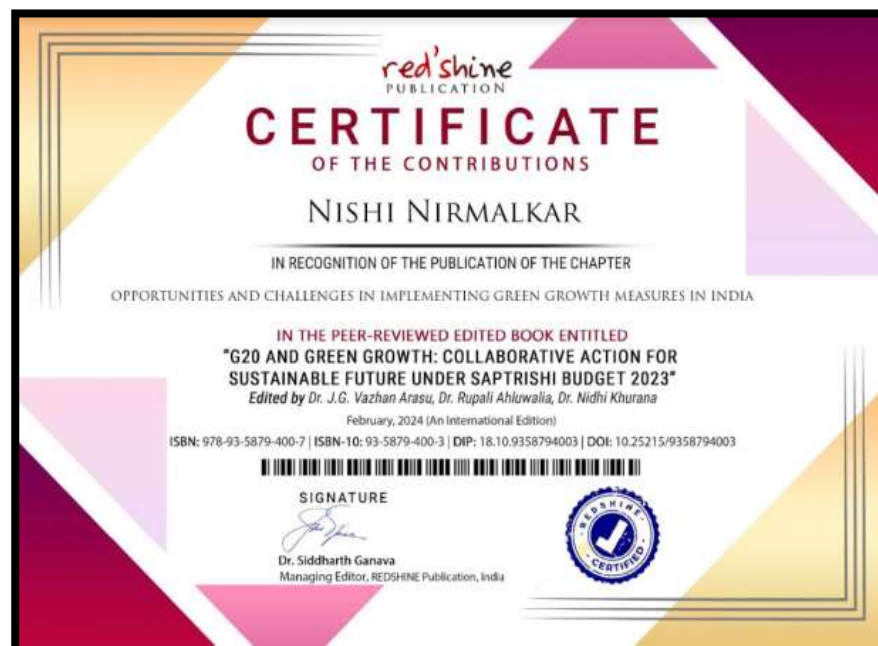 red'shine
PUBLICATION
CERTIFICATE
OF THE CONTRIBUTIONS
NISHI NIRMALKAR
IN RECOGNITION OF THE PUBLICATION OF THE CHAPTER
OPPORTUNITIES AND CHALLENGES IN IMPLEMENTING GREEN GROWTH MEASURES IN INDIA
IN THE PEER-REVIEWED EDITED BOOK ENTITLED
"G20 AND GREEN GROWTH: COLLABORATIVE ACTION FOR
SUSTAINABLE FUTURE UNDER SAPTRISHI BUDGET 2023"
Edited by Dr. J.G. Vazhan Arasu, Dr. Rupali Ahluwalia, Dr. Nidhi Khurana
February, 2024 (An International Edition)
ISBN: 978-93-5879-400-7 | ISBN-10: 93-5879-400-3 | DIP: 18.10.9358794003 | DOI: 10.25215/9358794003
SIGNATURE
Dr. Siddharth Ganava
Managing Editor, REDSHINE Publication, India
REDSHINE
CERTIFIED